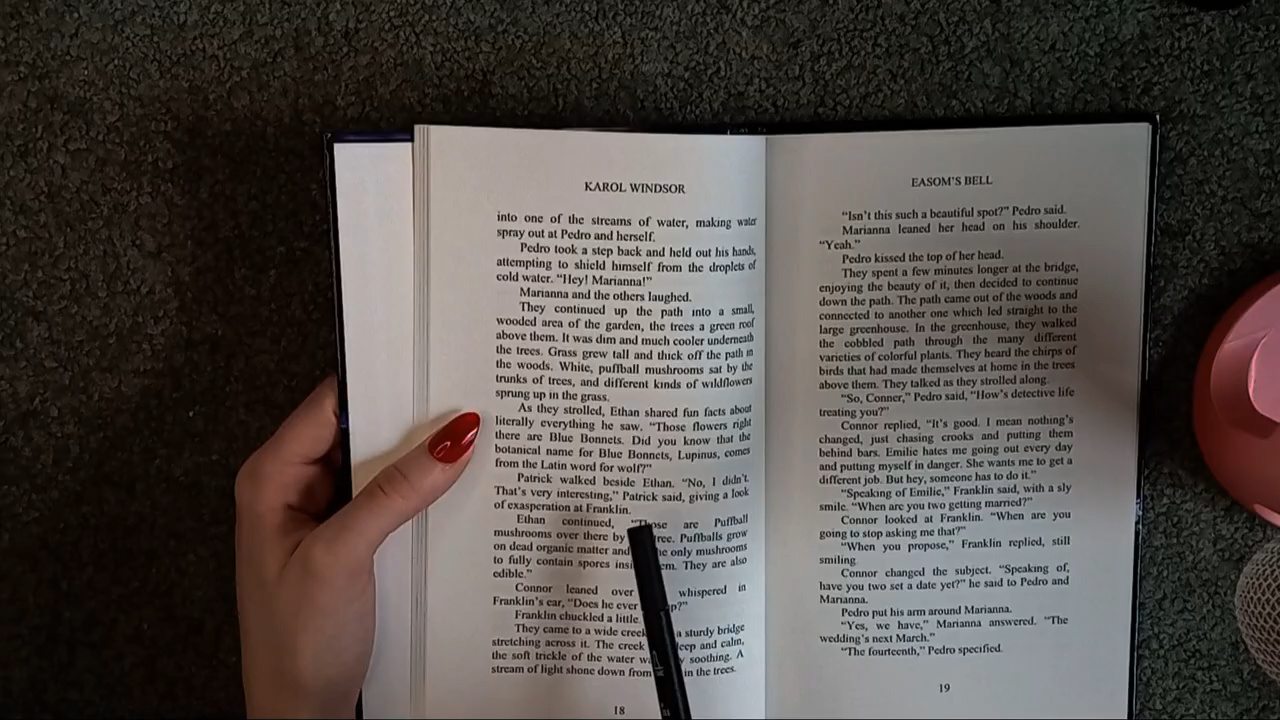 KAROL WINDSOR
into one of the streams of water, making water
spray out at Pedro and herself.
Pedro took a step back and held out his hands,
attempting to shield himself from the droplets of
cold water. “Hey! Marianna!”
Marianna and the others laughed.
They continued up the path into a small,
wooded area of the garden, the trees a green roof
above them. It was dim and much cooler underneath
the trees. Grass grew tall and thick off the path in
the woods. White, puffball mushrooms sat by the
trunks of trees, and different kinds of wildflowers
sprung up in the grass.
As they strolled, Ethan shared fun facts about
literally everything he saw. “Those flowers right
there are Blue Bonnets. Did you know that the
botanical name for Blue Bonnets, Lupinus, comes
from the Latin word for wolf?”
Patrick walked beside Ethan. “No, I didn’t.
That’s very interesting,” Patrick said, giving a look
of exasperation at Franklin.
Ethan continued, “Those are Puffball
mushrooms over there by tree. Puffballs grow
on dead organic matter and the only mushrooms
to fully contain spores them. They are also
edible.”
Connor leaned over whispered in
Franklin’s ear, “Does he ever
Franklin chuckled a little.
They came to a wide creek a sturdy bridge
stretching across it. The creek deep and calm,
the soft trickle of the water soothing. A
stream of light shone down from in the trees.
18
EASOM’S BELL
“Isn’t this such a beautiful spot?” Pedro said.
Marianna leaned her head on his shoulder.
“Yeah.”
Pedro kissed the top of her head.
They spent a few minutes longer at the bridge,
enjoying the beauty of it, then decided to continue
down the path. The path came out of the woods and
connected to another one which led straight to the
large greenhouse. In the greenhouse, they walked
the cobbled path through the many different
varieties of colorful plants. They heard the chirps of
birds that had made themselves at home in the trees
above them. They talked as they strolled along.
“So, Conner,” Pedro said, “How’s detective life
treating you?”
Connor replied, “It’s good. I mean nothing’s
changed, just chasing crooks and putting them
behind bars. Emilie hates me going out every day
and putting myself in danger. She wants me to get a
different job. But hey, someone has to do it.”
“Speaking of Emilie,” Franklin said, with a sly
smile. “When are you two getting married?”
Connor looked at Franklin. “When are you
going to stop asking me that?”
“When you propose,” Franklin replied, still
smiling.
Connor changed the subject. “Speaking of,
have you two set a date yet?” he said to Pedro and
Marianna.
Pedro put his arm around Marianna.
“Yes, we have,” Marianna answered. “The
wedding’s next March.”
“The fourteenth,” Pedro specified.
19